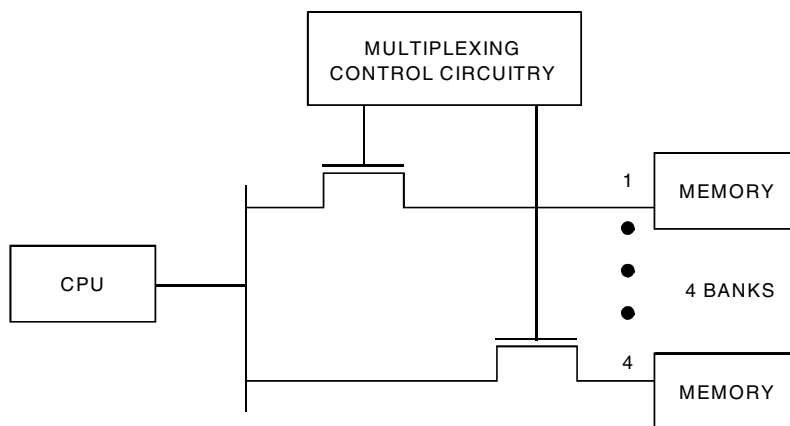 MULTIPLEXING
CONTROL CIRCUITRY
1
MEMORY
CPU
4 BANKS
4
MEMORY